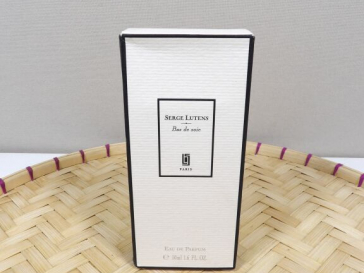 SERGE LUTENS
Bas de soie
PARIS
EAU DE PARFUM
50ml 1.6 FL.OZ